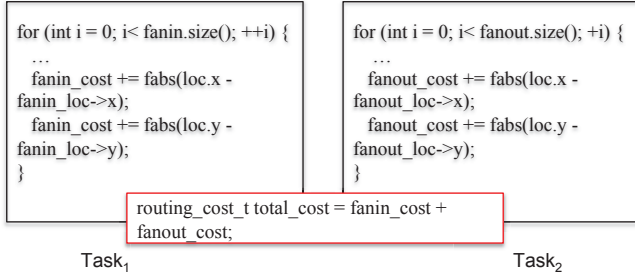 for (int i = 0; i< fanin.size(); ++i) {
…
fanin_cost += fabs(loc.x -
fanin_loc->x);
fanin_cost += fabs(loc.y -
fanin_loc->y);
}
for (int i = 0; i< fanout.size(); +i) {
…
fanout_cost += fabs(loc.x -
fanout_loc->x);
fanout_cost += fabs(loc.y -
fanout_loc->y);
}
routing_cost_t total_cost = fanin_cost +
fanout_cost;
Task₁
Task₂